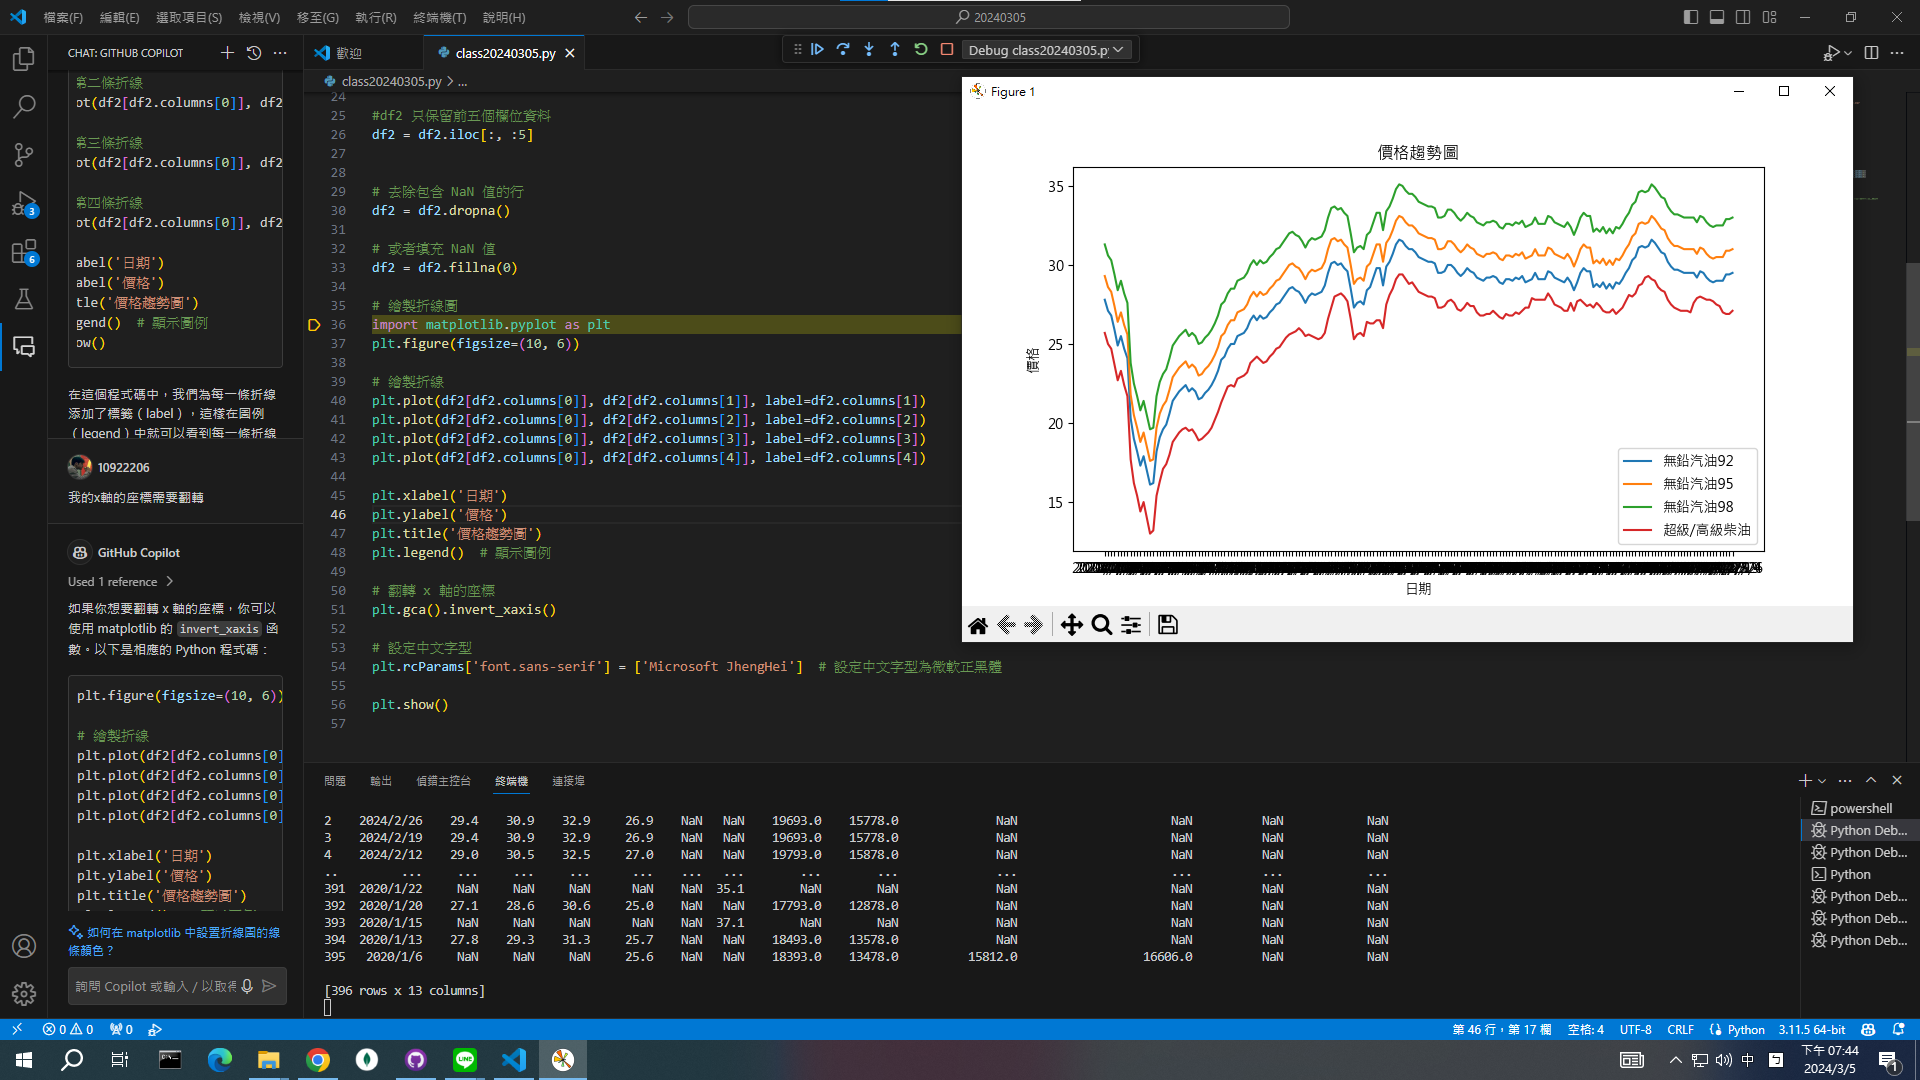 檔案(F) 編輯(E) 選取項目(S) 檢視(V) 移至(G) 執行(R) 終端機(T) 說明(H)
20240305
CHAT: GITHUB COPILOT
第二條折線
ot(df2[df2.columns[0]], df2
第三條折線
ot(df2[df2.columns[0]], df2
第四條折線
ot(df2[df2.columns[0]], df2
abel('日期')
abel('價格')
tle('價格趨勢圖')
gend()  # 顯示圖例
ow()
在這個程式碼中，我們為每一條折線
添加了標籤（label），這樣在圖例
（legend）中就可以看到每一條折線
10922206
我的x軸的座標需要翻轉
GitHub Copilot
Used 1 reference
如果你想要翻轉 x 軸的座標，你可以
使用 matplotlib 的 invert_xaxis 函
數。以下是相應的 Python 程式碼：
plt.figure(figsize=(10, 6))
# 繪製折線
plt.plot(df2[df2.columns[0]
plt.plot(df2[df2.columns[0]
plt.plot(df2[df2.columns[0]
plt.plot(df2[df2.columns[0]
plt.xlabel('日期')
plt.ylabel('價格')
plt.title('價格趨勢圖')
如何在 matplotlib 中設置折線圖的線
條顏色？
詢問 Copilot 或輸入 / 以取得
3
6
歡迎
class20240305.py
Debug class20240305.py
class20240305.py > ...
24
25 #df2 只保留前五個欄位資料
26 df2 = df2.iloc[:, :5]
27
28
29 # 去除包含 NaN 值的行
30 df2 = df2.dropna()
31
32 # 或者填充 NaN 值
33 df2 = df2.fillna(0)
34
35 # 繪製折線圖
36 import matplotlib.pyplot as plt
37 plt.figure(figsize=(10, 6))
38
39 # 繪製折線
40 plt.plot(df2[df2.columns[0]], df2[df2.columns[1]], label=df2.columns[1])
41 plt.plot(df2[df2.columns[0]], df2[df2.columns[2]], label=df2.columns[2])
42 plt.plot(df2[df2.columns[0]], df2[df2.columns[3]], label=df2.columns[3])
43 plt.plot(df2[df2.columns[0]], df2[df2.columns[4]], label=df2.columns[4])
44
45 plt.xlabel('日期')
46 plt.ylabel('價格')
47 plt.title('價格趨勢圖')
48 plt.legend()  # 顯示圖例
49
50 # 翻轉 x 軸的座標
51 plt.gca().invert_xaxis()
52
53 # 設定中文字型
54 plt.rcParams['font.sans-serif'] = ['Microsoft JhengHei']  # 設定中文字型為微軟正黑體
55
56 plt.show()
57
Figure 1
價格趨勢圖
35
30
25
20
15
價格
日期
無鉛汽油92
無鉛汽油95
無鉛汽油98
超級/高級柴油
問題 輸出 偵錯主控台 終端機 連接埠
2 2024/2/26 29.4 30.9 32.9 26.9 NaN NaN 19693.0 15778.0 NaN NaN NaN NaN
3 2024/2/19 29.4 30.9 32.9 26.9 NaN NaN 19693.0 15778.0 NaN NaN NaN NaN
4 2024/2/12 29.0 30.5 32.5 27.0 NaN NaN 19793.0 15878.0 NaN NaN NaN NaN
.. ... ... ... ... ... ... ... ... ... ... ... ... ...
391 2020/1/22 NaN NaN NaN NaN NaN 35.1 NaN NaN NaN NaN NaN NaN
392 2020/1/20 27.1 28.6 30.6 25.0 NaN NaN 17793.0 12878.0 NaN NaN NaN NaN
393 2020/1/15 NaN NaN NaN NaN NaN 37.1 NaN NaN NaN NaN NaN NaN
394 2020/1/13 27.8 29.3 31.3 25.7 NaN NaN 18493.0 13578.0 NaN NaN NaN NaN
395 2020/1/6 NaN NaN NaN 25.6 NaN NaN 18393.0 13478.0 15812.0 16606.0 NaN NaN
[396 rows x 13 columns]
powershell
Python Deb...
Python Deb...
Python
Python Deb...
Python Deb...
Python Deb...
0 0 0
第 46 行，第 17 欄 空格: 4 UTF-8 CRLF Python 3.11.5 64-bit
中
下午 07:44
2024/3/5
1